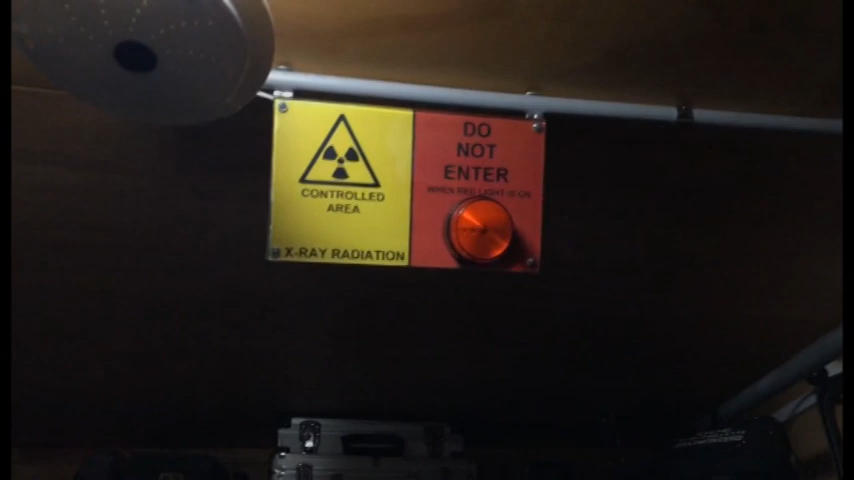 CONTROLLED
AREA
X-RAY RADIATION
DO
NOT
ENTER
WHEN RED LIGHT IS ON